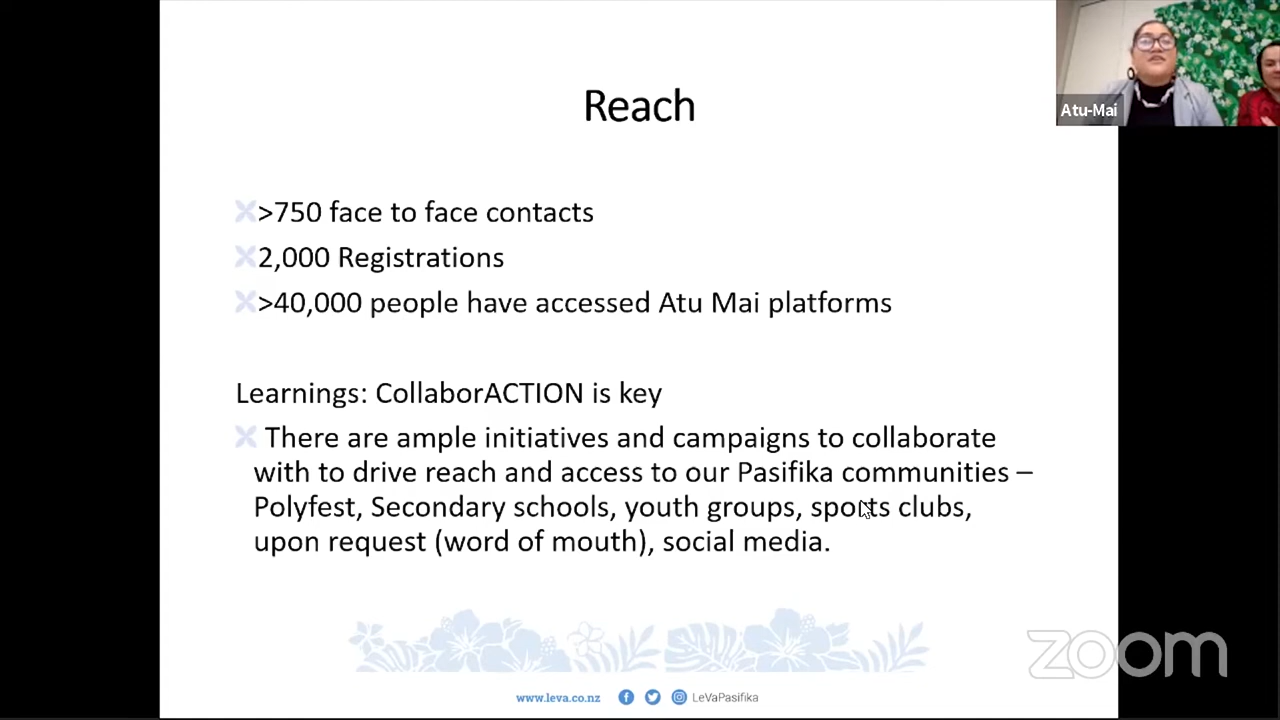 Reach
Atu-Mai
>750 face to face contacts
2,000 Registrations
>40,000 people have accessed Atu Mai platforms
Learnings: CollaborACTION is key
There are ample initiatives and campaigns to collaborate
with to drive reach and access to our Pasifika communities –
Polyfest, Secondary schools, youth groups, sports clubs,
upon request (word of mouth), social media.
zoom
www.leva.co.nz LeVaPasifika